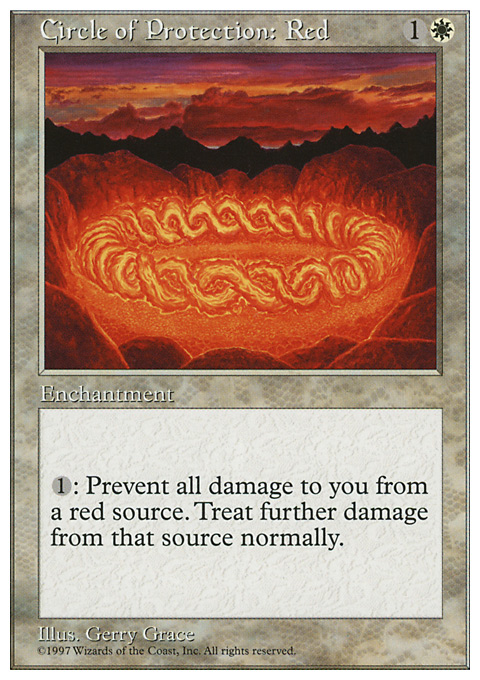 Circle of Protection: Red 1
Enchantment
1: Prevent all damage to you from
a red source. Treat further damage
from that source normally.
Illus. Gerry Grace
©1997 Wizards of the Coast, Inc. All rights reserved.